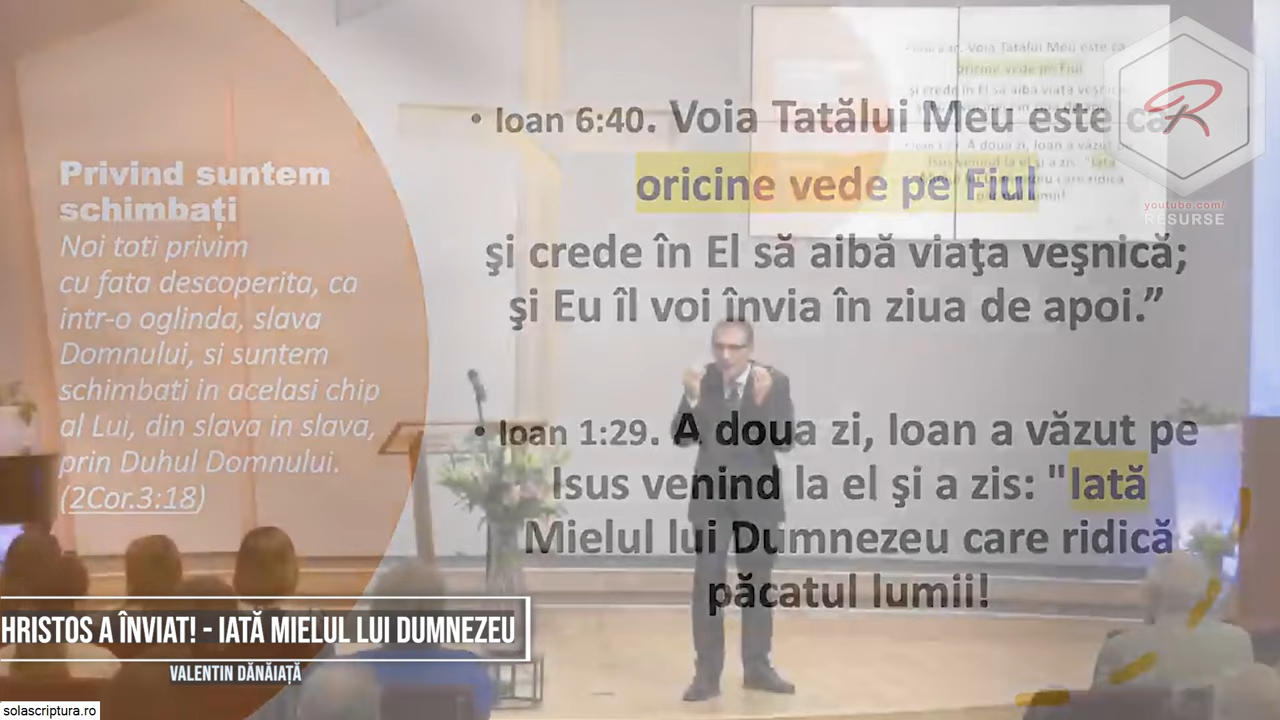 Privind suntem
schimbați
Noi toti privim
cu fata descoperita, ca
intr-o oglinda, slava
Domnului, si suntem
schimbati in acelasi chip
al Lui, din slava in slava,
prin Duhul Domnului.
(2Cor.3:18)
• Ioan 6:40. Voia Tatălui Meu este ca
oricine vede pe Fiul
şi crede în El să aibă viaţa veşnică;
şi Eu îl voi învia în ziua de apoi.”
• Ioan 1:29. A doua zi, Ioan a văzut pe
Isus venind la el şi a zis: "Iată
Mielul lui Dumnezeu care ridică
păcatul lumii!
R
youtube.com/
RESURSE
HRISTOS A ÎNVIAT! - IATĂ MIELUL LUI DUMNEZEU
VALENTIN DĂNĂIAȚĂ
solascriptura.ro